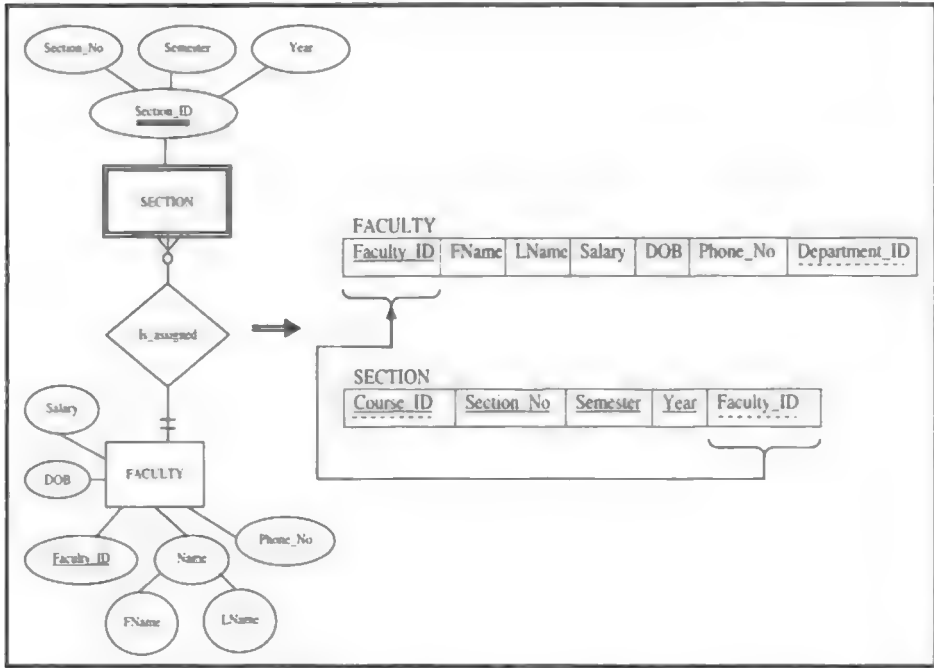 Section_No Semester Year
Section_ID
SECTION
Is_assigned
Salary
DOB
FACULTY
Faculty_ID Name Phone_No
FName LName
FACULTY
Faculty_ID FName LName Salary DOB Phone_No Department_ID
SECTION
Course_ID Section_No Semester Year Faculty_ID